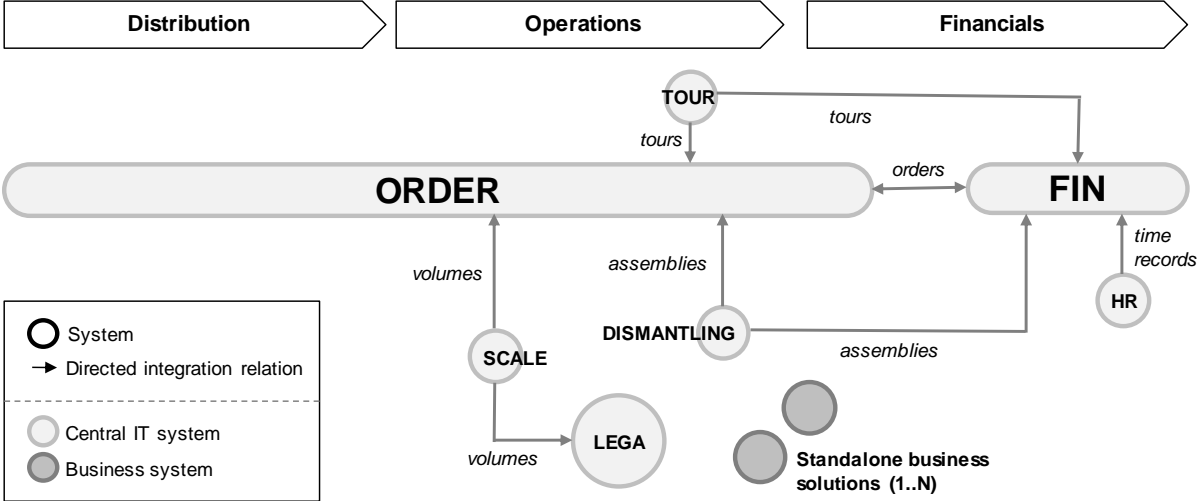 Distribution
Operations
Financials
TOUR
tours
tours
ORDER
orders
FIN
volumes
assemblies
time
records
HR
System
Directed integration relation
Central IT system
Business system
SCALE
DISMANTLING
assemblies
LEGA
volumes
Standalone business
solutions (1..N)